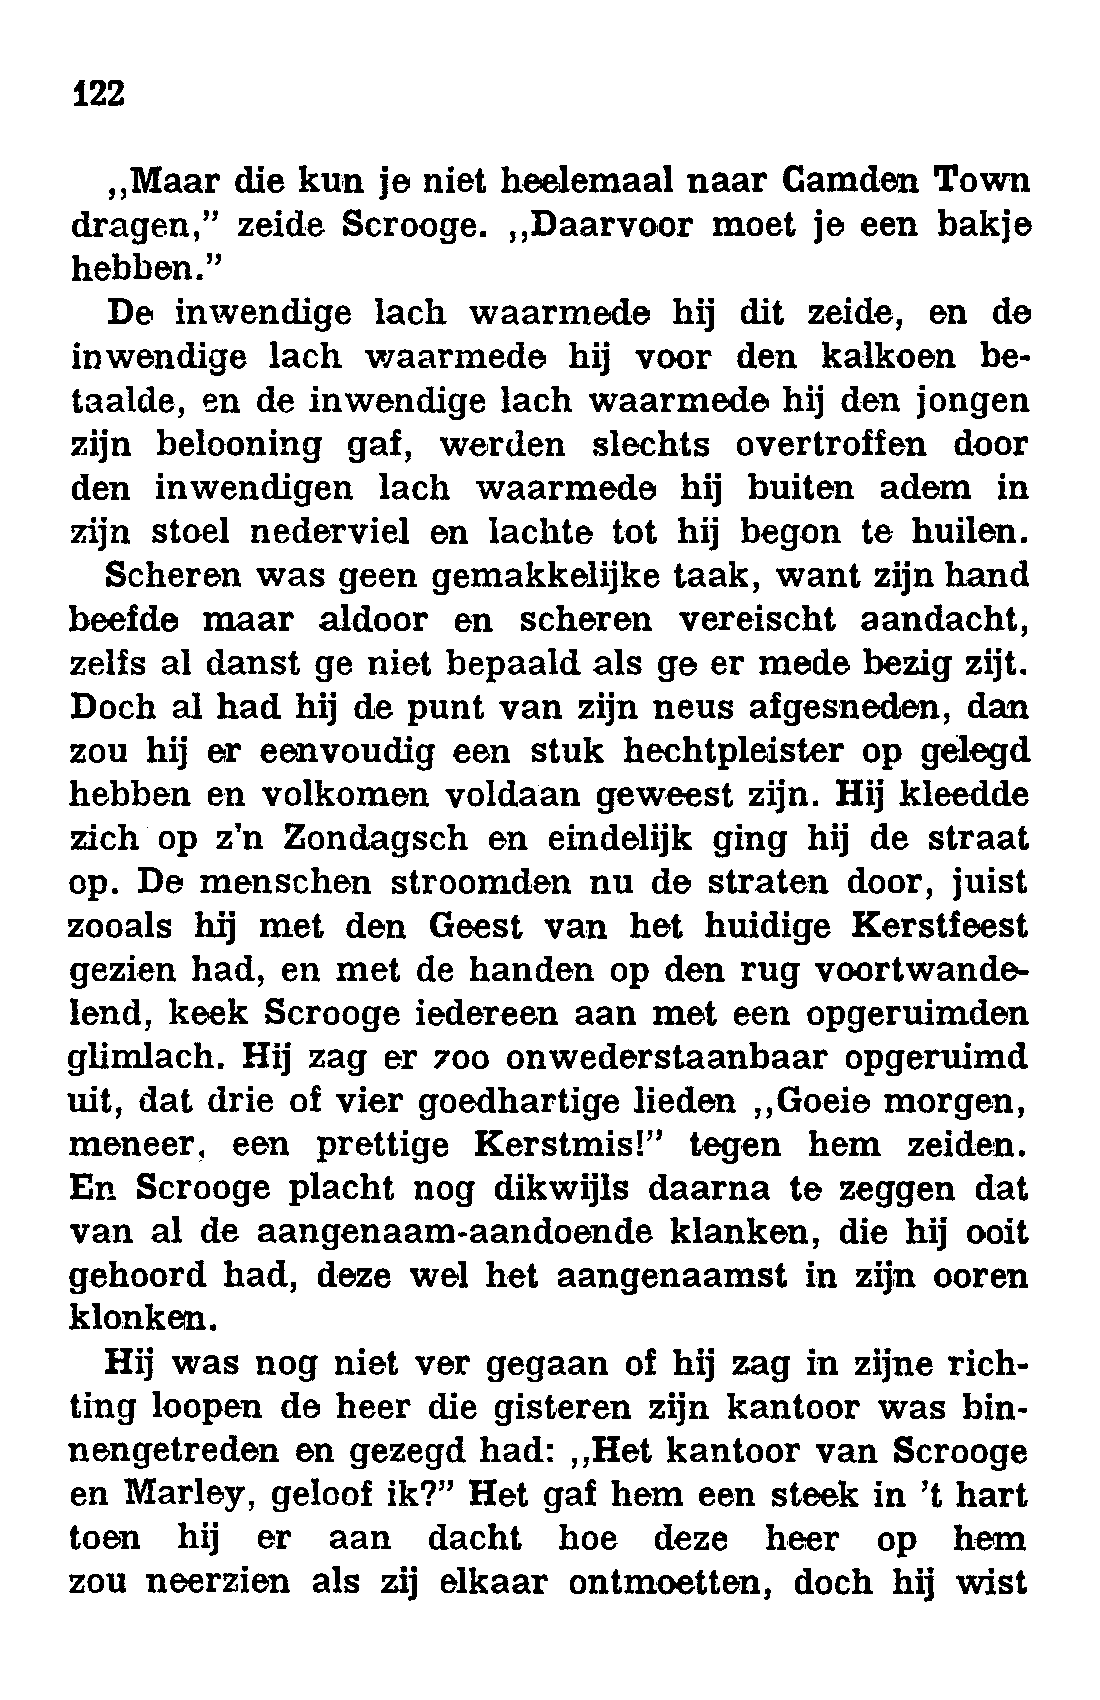 122
,,Maar die kun je niet heelemaal naar Camden Town
dragen,” zeide Scrooge. ,,Daarvoor moet je een bakje
hebben.”
De inwendige lach waarmede hij dit zeide, en de
inwendige lach waarmede hij voor den kalkoen be-
taalde, en de inwendige lach waarmede hij den jongen
zijn belooning gaf, werden slechts overtroffen door
den inwendigen lach waarmede hij buiten adem in
zijn stoel nederviel en lachte tot hij begon te huilen.
Scheren was geen gemakkelijke taak, want zijn hand
beefde maar aldoor en scheren vereischt aandacht,
zelfs al danst ge niet bepaald als ge er mede bezig zijt.
Doch al had hij de punt van zijn neus afgesneden, dan
zou hij er eenvoudig een stuk hechtpleister op gelegd
hebben en volkomen voldaan geweest zijn. Hij kleedde
zich op z’n Zondagsch en eindelijk ging hij de straat
op. De menschen stroomden nu de straten door, juist
zooals hij met den Geest van het huidige Kerstfeest
gezien had, en met de handen op den rug voortwande-
lend, keek Scrooge iedereen aan met een opgeruimden
glimlach. Hij zag er zoo onwederstaanbaar opgeruimd
uit, dat drie of vier goedhartige lieden ,,Goeie morgen,
meneer, een prettige Kerstmis!” tegen hem zeiden.
En Scrooge placht nog dikwijls daarna te zeggen dat
van al de aangenaam-aandoende klanken, die hij ooit
gehoord had, deze wel het aangenaamst in zijn ooren
klonken.
Hij was nog niet ver gegaan of hij zag in zijne rich-
ting loopen de heer die gisteren zijn kantoor was bin-
nengetreden en gezegd had: ,,Het kantoor van Scrooge
en Marley, geloof ik?” Het gaf hem een steek in ’t hart
toen hij er aan dacht hoe deze heer op hem
zou neerzien als zij elkaar ontmoetten, doch hij wist